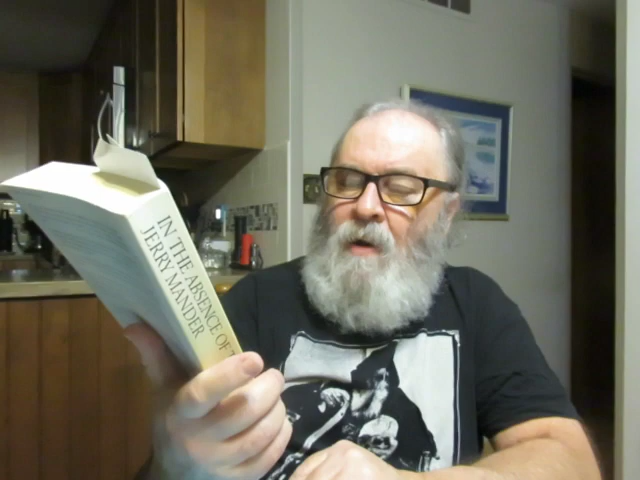 IN THE ABSENCE OF
JERRY MANDER